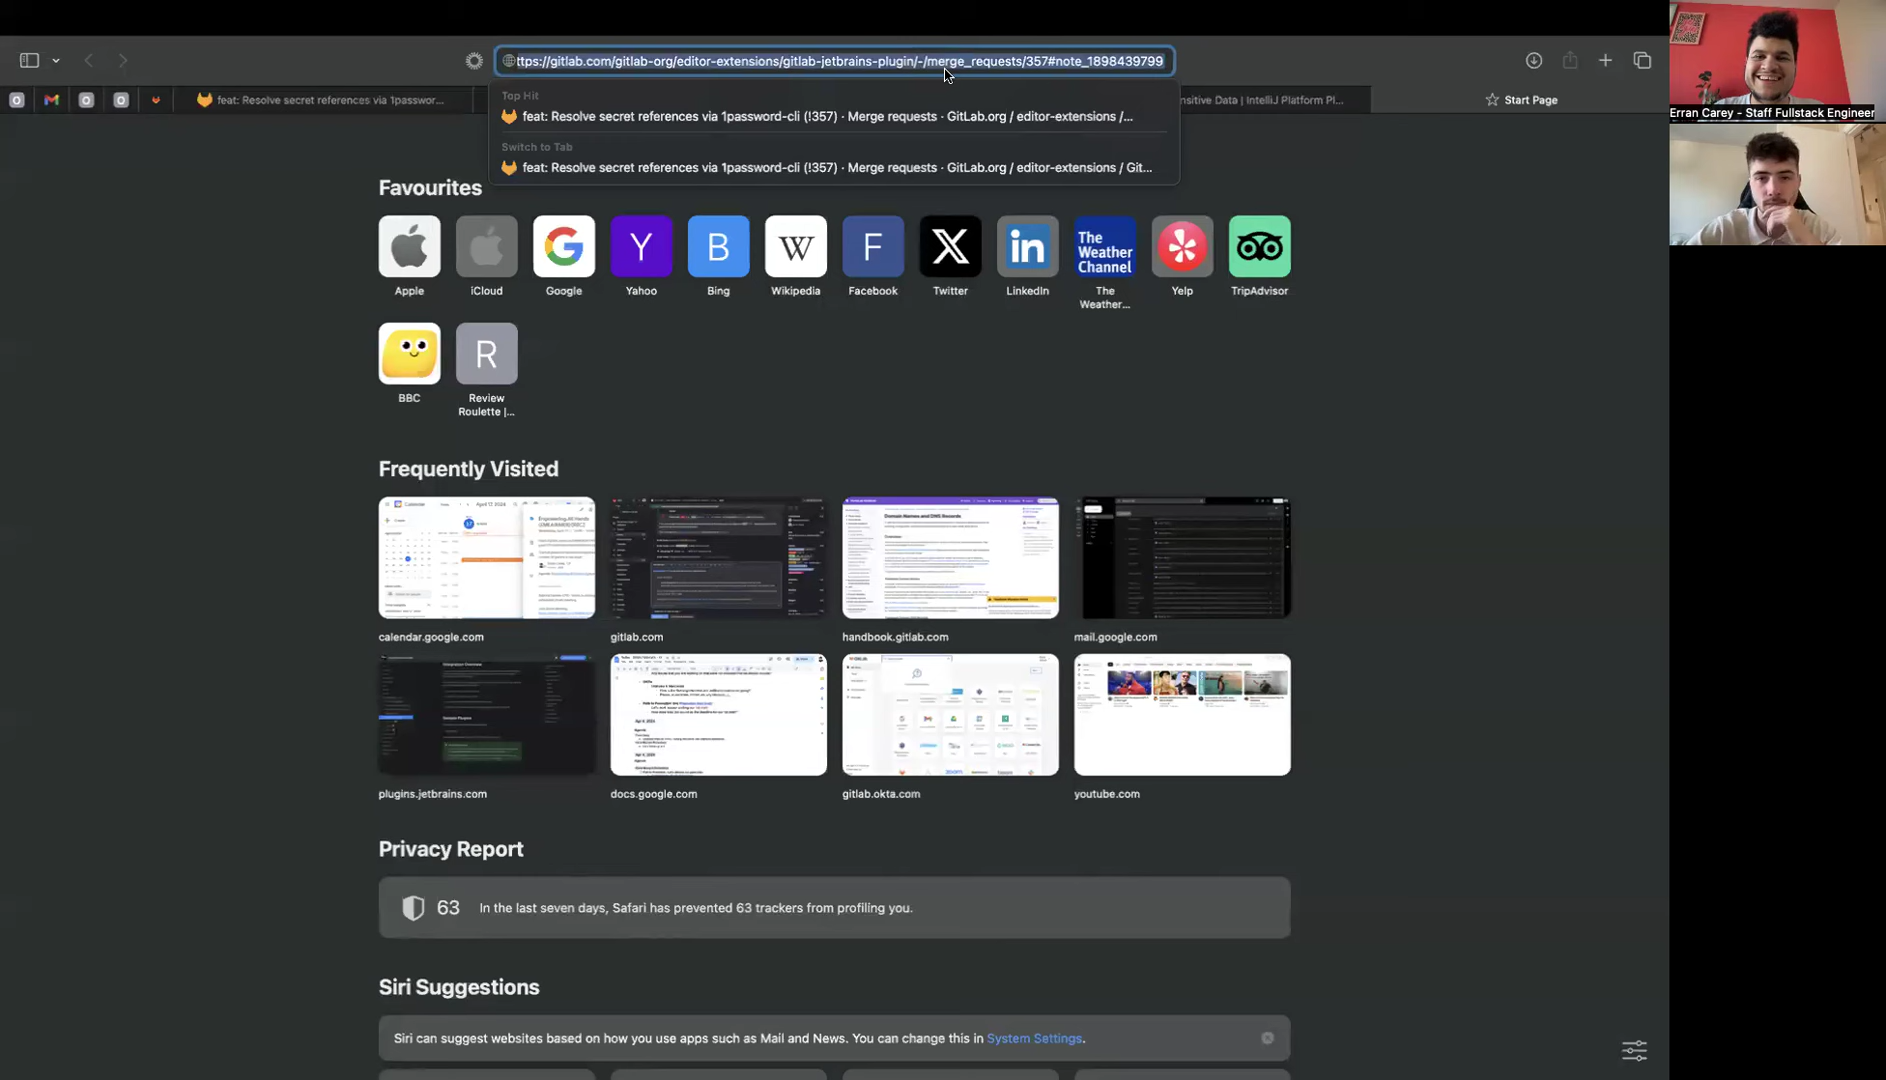 ttps://gitlab.com/gitlab-org/editor-extensions/gitlab-jetbrains-plugin/-/merge_requests/357#note_1898439799
feat: Resolve secret references via 1passwor...
Top Hit
feat: Resolve secret references via 1password-cli (!357) · Merge requests · GitLab.org / editor-extensions /...
Switch to Tab
feat: Resolve secret references via 1password-cli (!357) · Merge requests · GitLab.org / editor-extensions / Git...
nsitive Data | IntelliJ Platform Pl...
Start Page
Erran Carey - Staff Fullstack Engineer
Favourites
Y
B
W
F
in
The
Weather
Channel
Apple
iCloud
Google
Yahoo
Bing
Wikipedia
Facebook
Twitter
LinkedIn
The
Weather...
Yelp
TripAdvisor
R
BBC
Review
Roulette |...
Frequently Visited
calendar.google.com
gitlab.com
handbook.gitlab.com
mail.google.com
plugins.jetbrains.com
docs.google.com
gitlab.okta.com
youtube.com
Privacy Report
63
In the last seven days, Safari has prevented 63 trackers from profiling you.
Siri Suggestions
Siri can suggest websites based on how you use apps such as Mail and News. You can change this in System Settings.